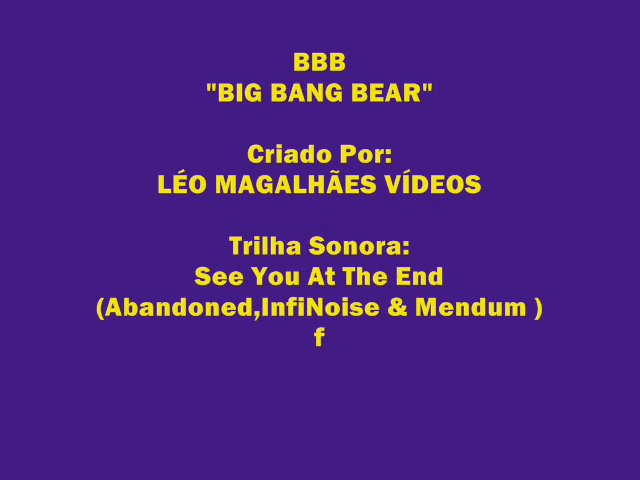 BBB
"BIG BANG BEAR"
Criado Por:
LÉO MAGALHÃES VÍDEOS
Trilha Sonora:
See You At The End
(Abandoned,InfiNoise & Mendum )
f